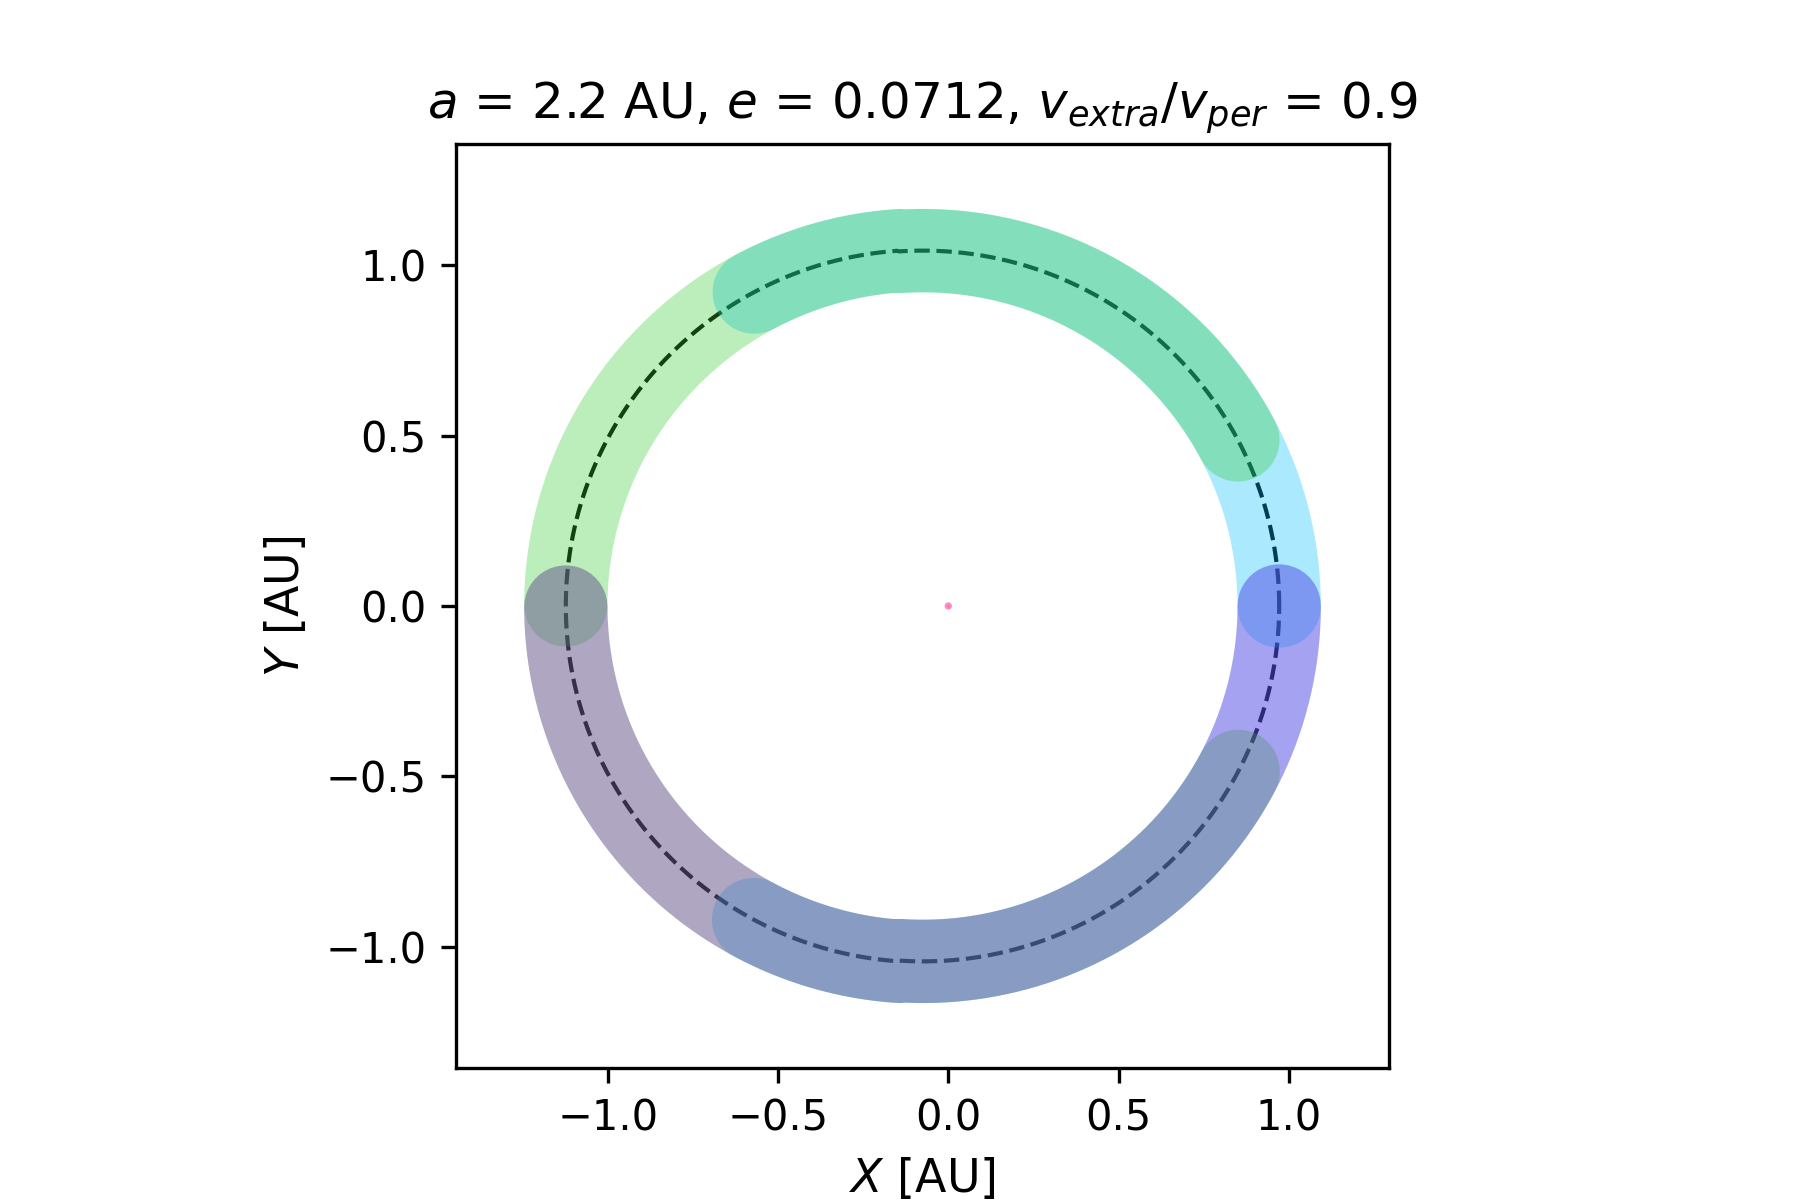 a = 2.2 AU, e = 0.0712, v_extra/v_per = 0.9
1.0
0.5
0.0
−0.5
−1.0
Y [AU]
−1.0 −0.5 0.0 0.5 1.0
X [AU]